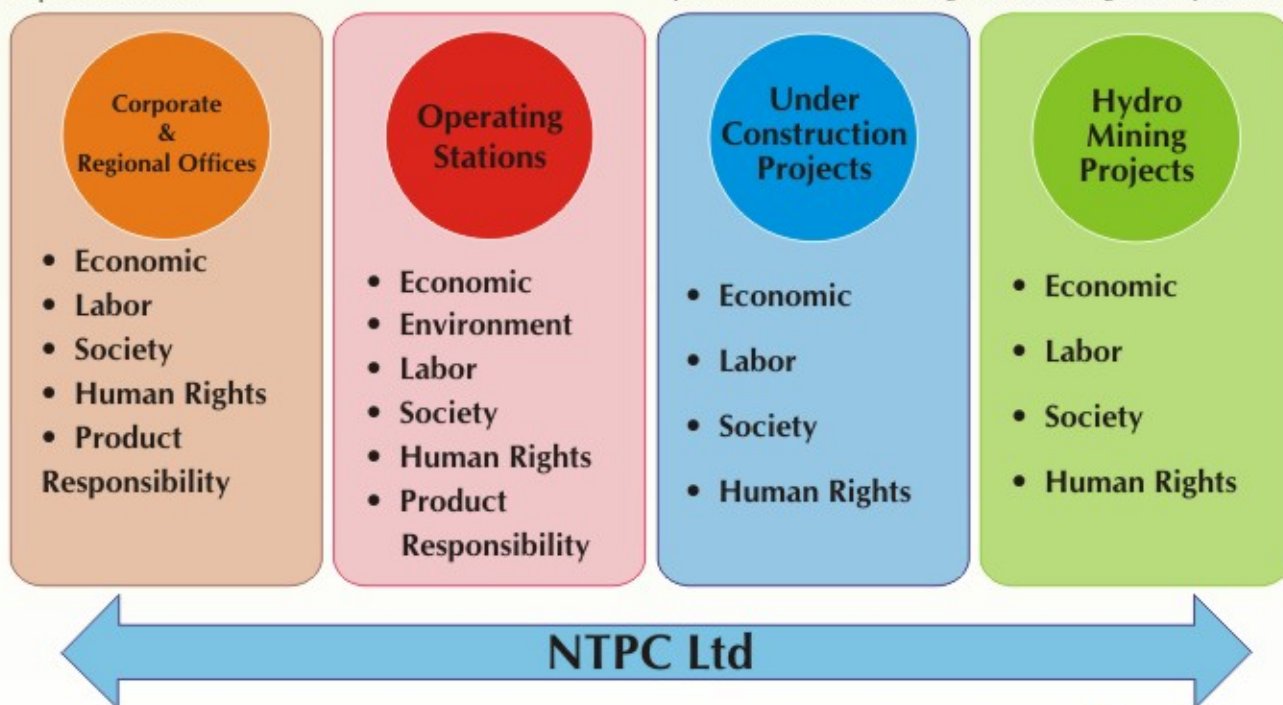 Corporate
&
Regional Offices
• Economic
• Labor
• Society
• Human Rights
• Product
Responsibility
Operating
Stations
• Economic
• Environment
• Labor
• Society
• Human Rights
• Product
Responsibility
Under
Construction
Projects
• Economic
• Labor
• Society
• Human Rights
Hydro
Mining
Projects
• Economic
• Labor
• Society
• Human Rights
NTPC Ltd